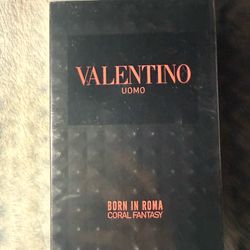 VALENTINO
UOMO
BORN IN ROMA
CORAL FANTASY